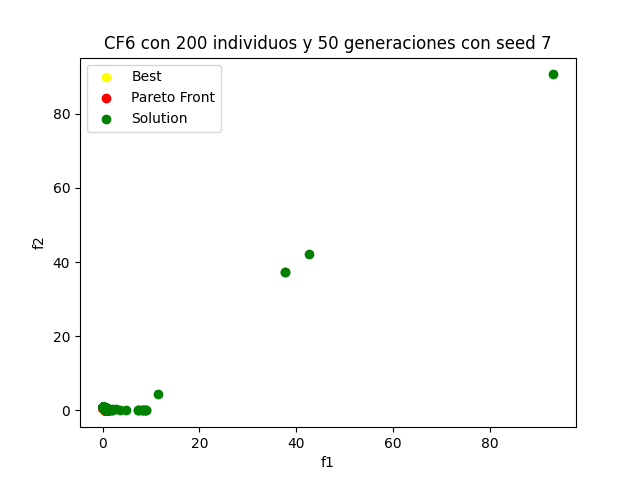 CF6 con 200 individuos y 50 generaciones con seed 7
Best
Pareto Front
Solution
80
60
40
20
0
f2
0 20 40 60 80
f1